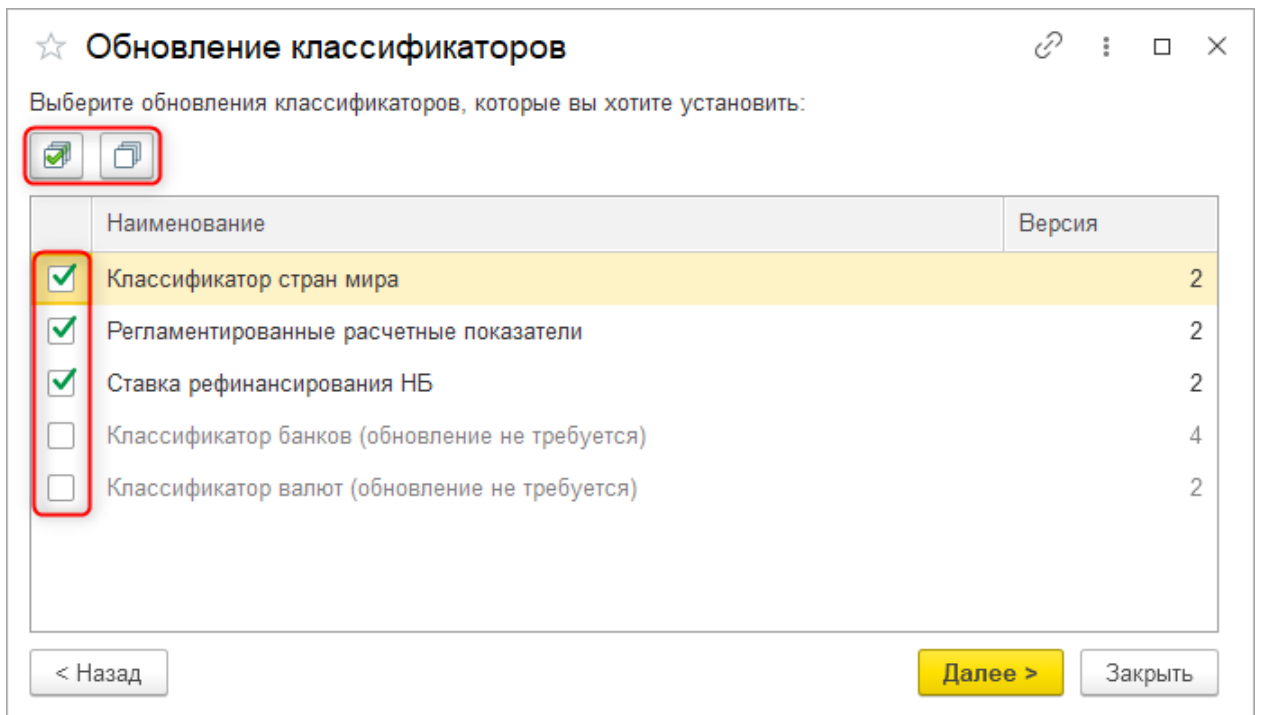 Обновление классификаторов
Выберите обновления классификаторов, которые вы хотите установить:
Наименование Версия
Классификатор стран мира 2
Регламентированные расчетные показатели 2
Ставка рефинансирования НБ 2
Классификатор банков (обновление не требуется) 4
Классификатор валют (обновление не требуется) 2
< Назад Далее > Закрыть